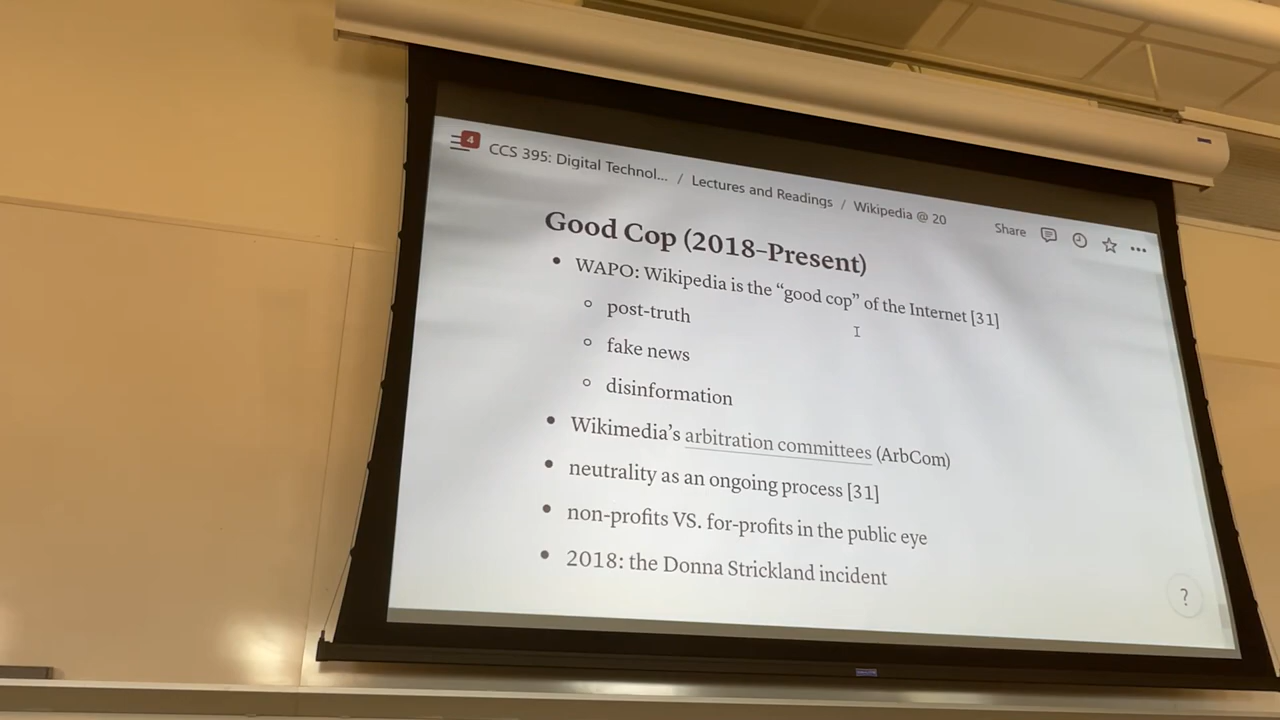 4
CCS 395: Digital Technol... / Lectures and Readings / Wikipedia @ 20
Share
Good Cop (2018–Present)
• WAPO: Wikipedia is the “good cop” of the Internet [31]
◦ post-truth
◦ fake news
◦ disinformation
• Wikimedia’s arbitration committees (ArbCom)
• neutrality as an ongoing process [31]
• non-profits VS. for-profits in the public eye
• 2018: the Donna Strickland incident
?